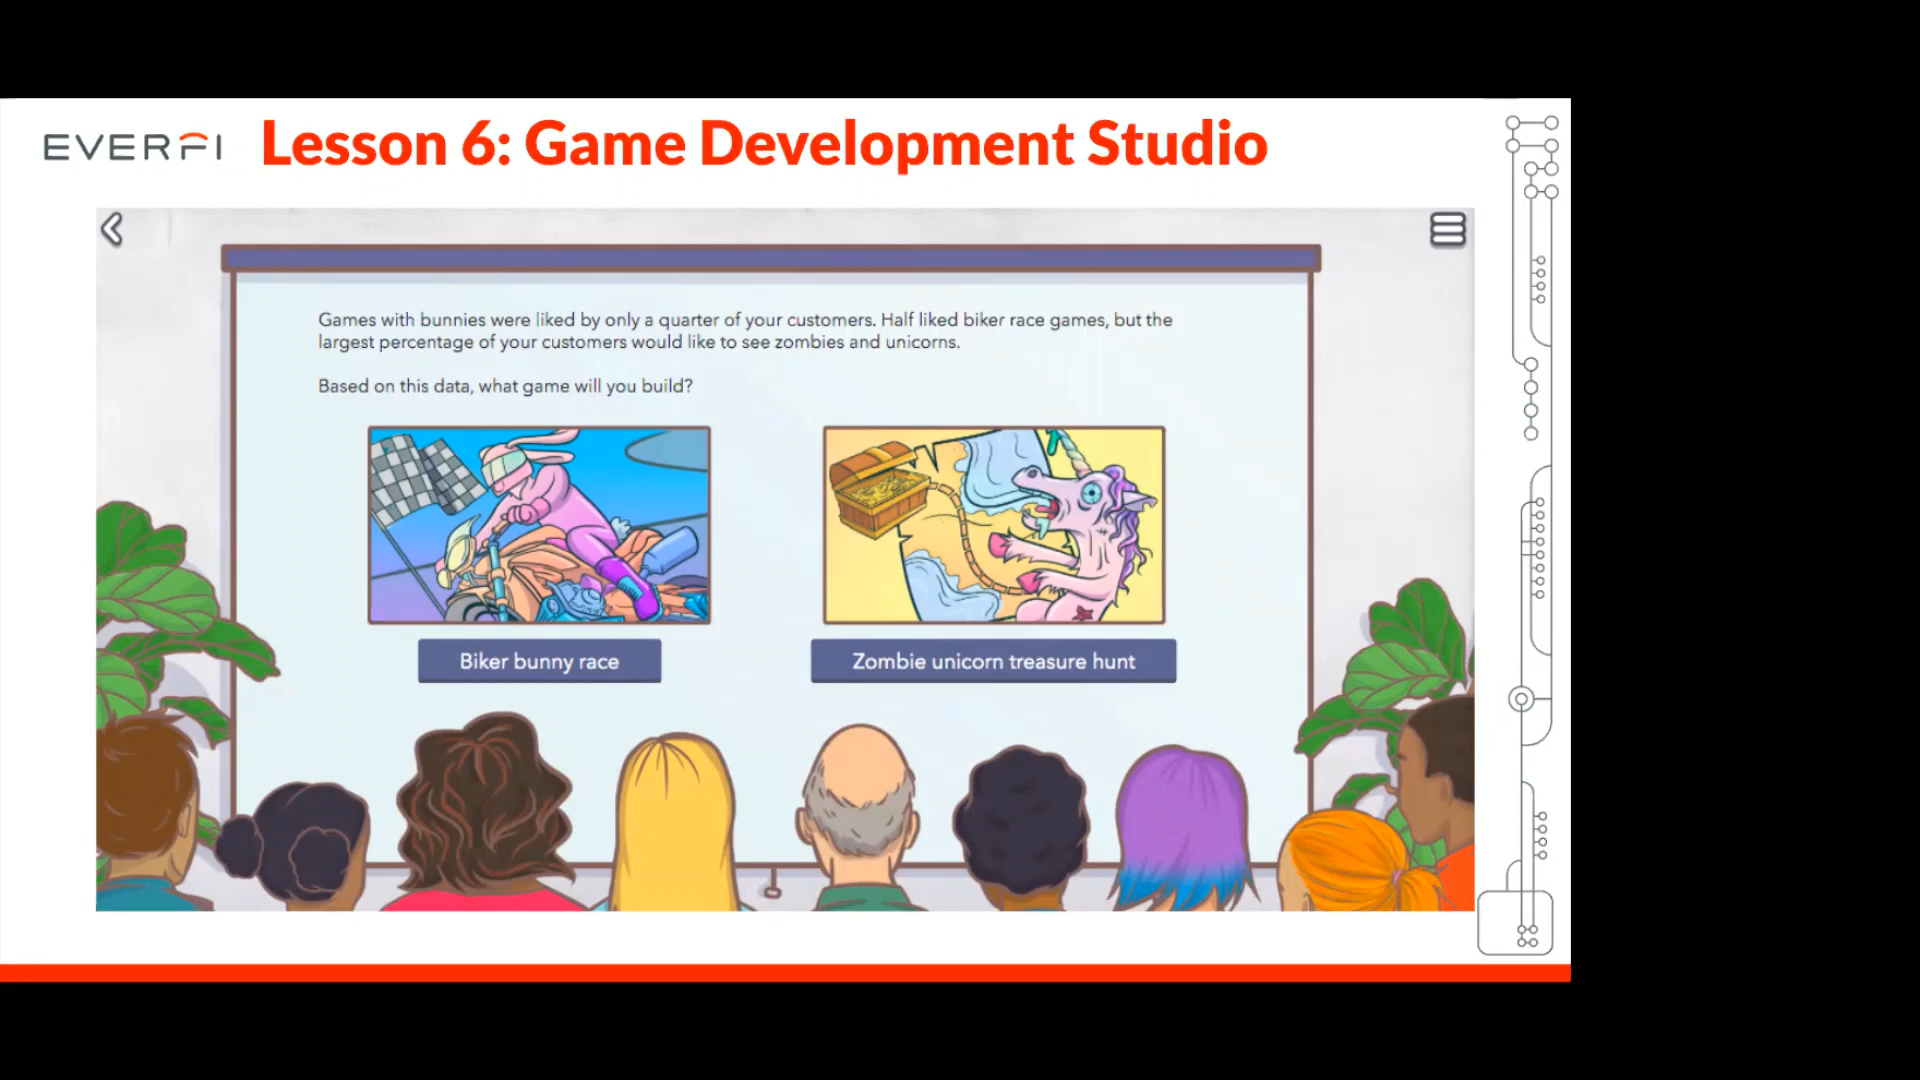 EVERFI
Lesson 6: Game Development Studio
Games with bunnies were liked by only a quarter of your customers. Half liked biker race games, but the
largest percentage of your customers would like to see zombies and unicorns.
Based on this data, what game will you build?
Biker bunny race
Zombie unicorn treasure hunt